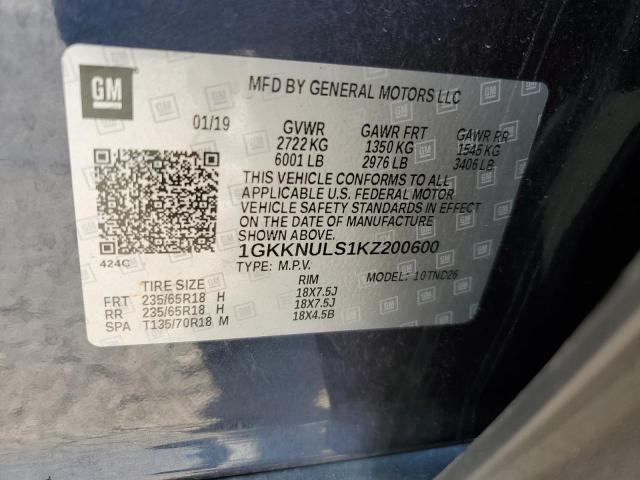 GM
MFD BY GENERAL MOTORS LLC
01/19 GVWR GAWR FRT GAWR RR
2722 KG 1350 KG 1545 KG
6001 LB 2976 LB 3406 LB
THIS VEHICLE CONFORMS TO ALL
APPLICABLE U.S. FEDERAL MOTOR
VEHICLE SAFETY STANDARDS IN EFFECT
ON THE DATE OF MANUFACTURE
SHOWN ABOVE.
424C
1GKKNULS1KZ200600
TYPE: M.P.V. MODEL: 10TND26
TIRE SIZE RIM
FRT 235/65R18 H 18X7.5J
RR 235/65R18 H 18X7.5J
SPA T135/70R18 M 18X4.5B